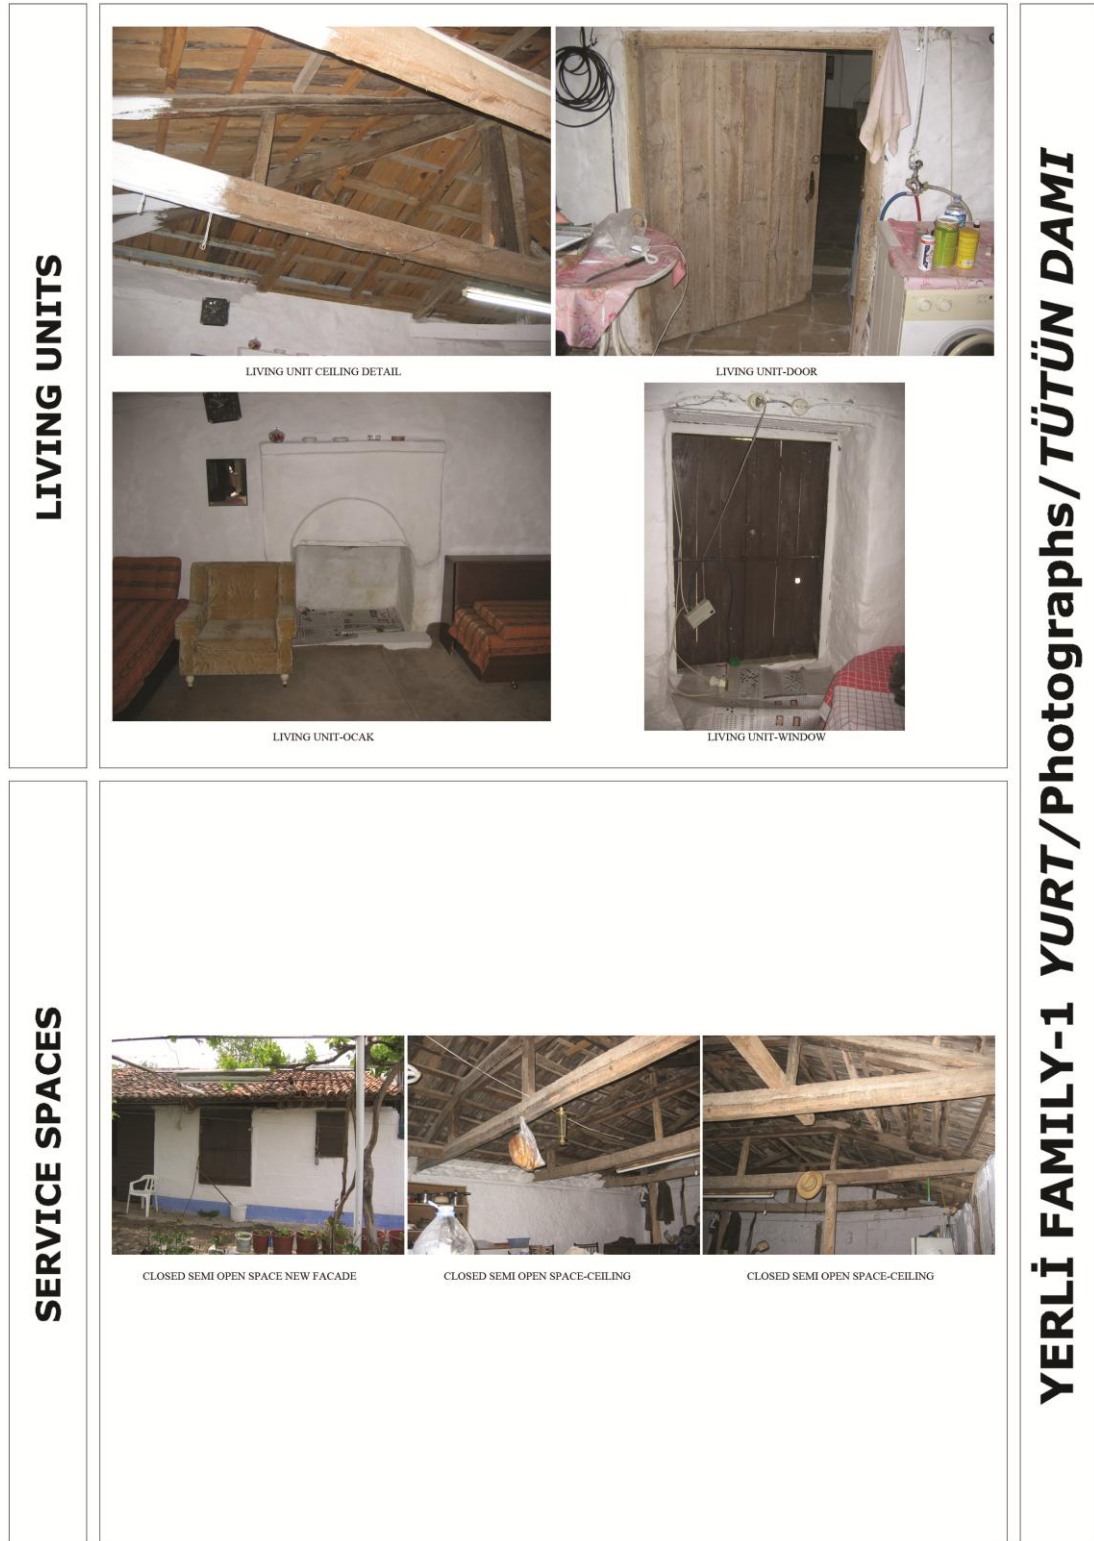 LIVING UNITS
LIVING UNIT CEILING DETAIL
LIVING UNIT-DOOR
LIVING UNIT-OCAK
LIVING UNIT-WINDOW
SERVICE SPACES
CLOSED SEMI OPEN SPACE NEW FACADE
CLOSED SEMI OPEN SPACE-CEILING
CLOSED SEMI OPEN SPACE-CEILING
YERLİ FAMILY-1 YURT/Photographs/TÜTÜN DAMI